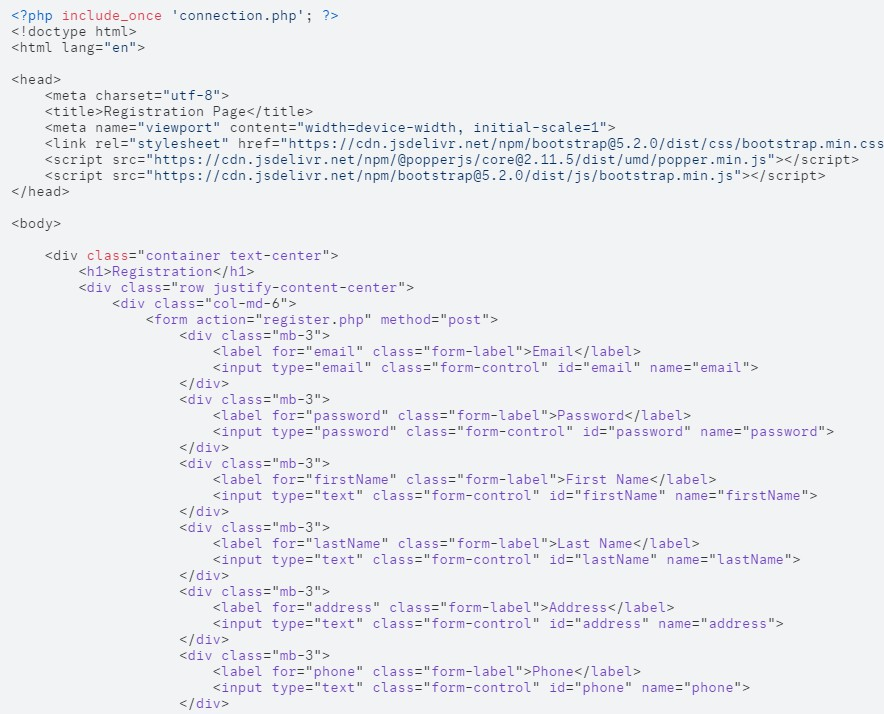 <?php include_once 'connection.php'; ?>
<!doctype html>
<html lang="en">
<head>
<meta charset="utf-8">
<title>Registration Page</title>
<meta name="viewport" content="width=device-width, initial-scale=1">
<link rel="stylesheet" href="https://cdn.jsdelivr.net/npm/bootstrap@5.2.0/dist/css/bootstrap.min.css
<script src="https://cdn.jsdelivr.net/npm/@popperjs/core@2.11.5/dist/umd/popper.min.js"></script>
<script src="https://cdn.jsdelivr.net/npm/bootstrap@5.2.0/dist/js/bootstrap.min.js"></script>
</head>
<body>
<div class="container text-center">
<h1>Registration</h1>
<div class="row justify-content-center">
<div class="col-md-6">
<form action="register.php" method="post">
<div class="mb-3">
<label for="email" class="form-label">Email</label>
<input type="email" class="form-control" id="email" name="email">
</div>
<div class="mb-3">
<label for="password" class="form-label">Password</label>
<input type="password" class="form-control" id="password" name="password">
</div>
<div class="mb-3">
<label for="firstName" class="form-label">First Name</label>
<input type="text" class="form-control" id="firstName" name="firstName">
</div>
<div class="mb-3">
<label for="lastName" class="form-label">Last Name</label>
<input type="text" class="form-control" id="lastName" name="lastName">
</div>
<div class="mb-3">
<label for="address" class="form-label">Address</label>
<input type="text" class="form-control" id="address" name="address">
</div>
<div class="mb-3">
<label for="phone" class="form-label">Phone</label>
<input type="text" class="form-control" id="phone" name="phone">
</div>